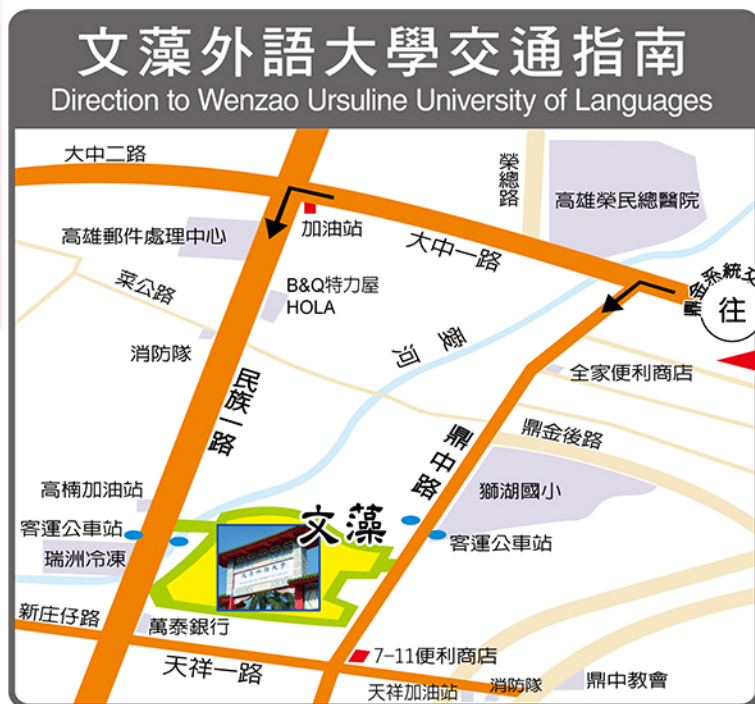 文藻外語大學交通指南
Direction to Wenzao Ursuline University of Languages
大中二路
榮總路
高雄榮民總醫院
高雄郵件處理中心
加油站
大中一路
菜公路
B&Q特力屋
HOLA
鼎金系統
往
愛河
消防隊
民族一路
全家便利商店
鼎中路
鼎金後路
獅湖國小
高楠加油站
文藻
客運公車站
客運公車站
瑞洲冷凍
新庄仔路
萬泰銀行
天祥一路
7-11便利商店
天祥加油站
消防隊
鼎中教會